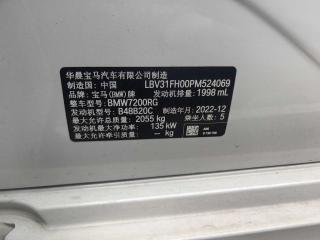 华晨宝马汽车有限公司制造
制造国：中国 LBV31FH00PM524069
品牌：宝马(BMW)牌 发动机排量：1998 mL
整车型号：BMW7200RG
发动机型号：B48B20C 制造年月：2022-12
最大允许总质量：2055 kg 乘坐人数：5
发动机最大净功率：135 kW
最大允许牵引质量：— kg